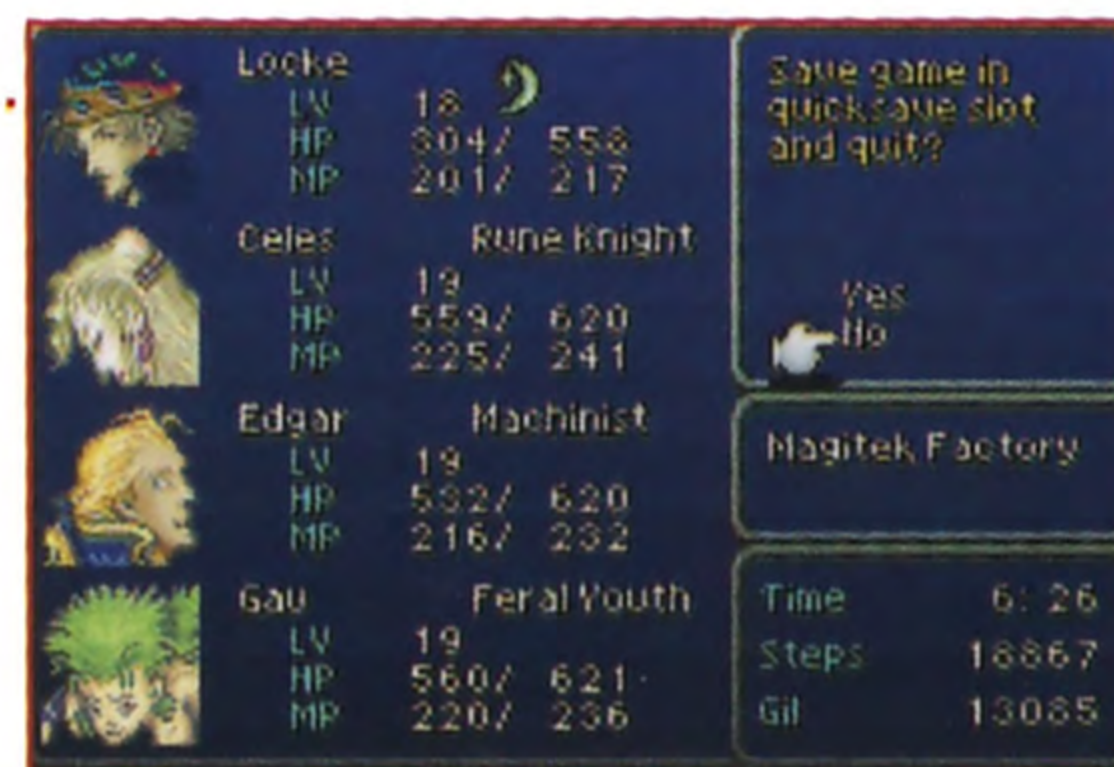 Locke
LV 18
HP 304/ 558
MP 201/ 217
Celes Rune Knight
LV 19
HP 559/ 620
MP 225/ 241
Edgar Machinist
LV 19
HP 532/ 620
MP 216/ 232
Gau Feral Youth
LV 19
HP 560/ 621
MP 220/ 236
Save game in
quicksave slot
and quit?
Yes
No
Magitek Factory
Time 6: 26
Steps 18867
Gil 13085